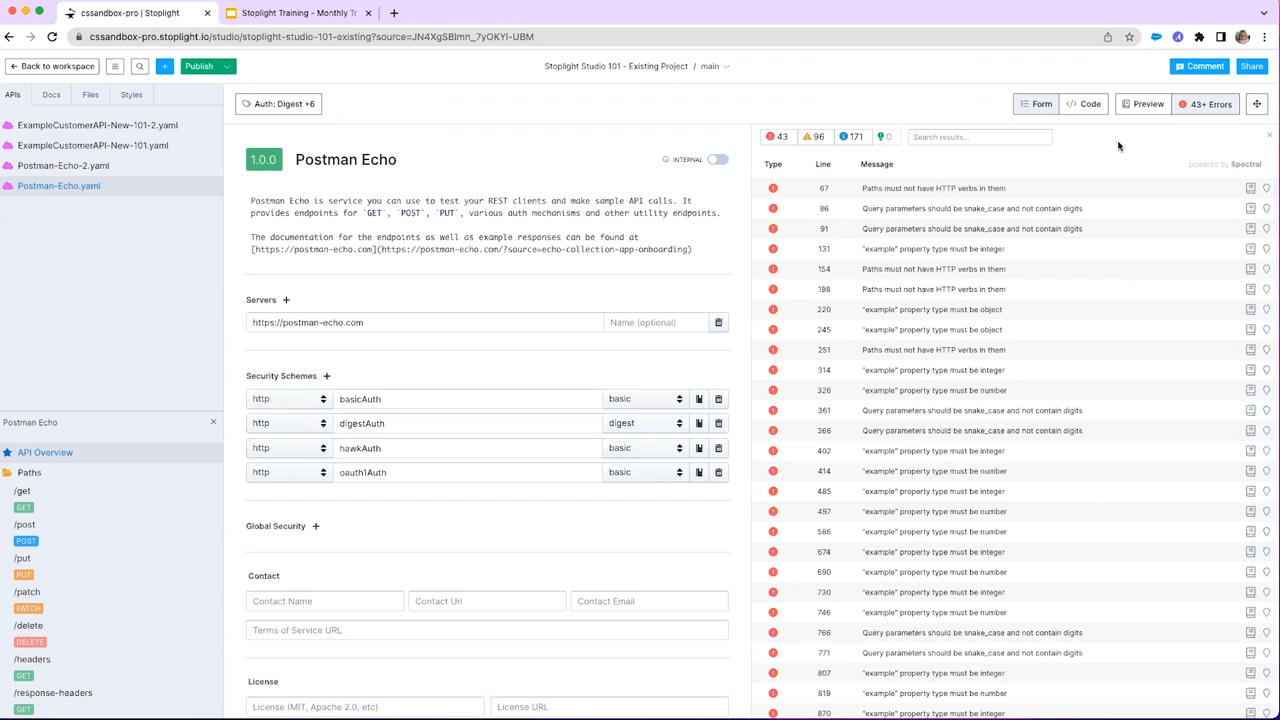 cssandbox-pro | Stoplight
Stoplight Training - Monthly Tr
cssandbox-pro.stoplight.io/studio/stoplight-studio-101-existing?source=JN4XgSBlmn_7yOKYl-UBM
Back to workspace
Publish
Stoplight Studio 101 - Existing Project / main
Comment
Share
APIs
Docs
Files
Styles
ExampleCustomerAPI-New-101-2.yaml
ExampleCustomerAPI-New-101.yaml
Postman-Echo-2.yaml
Postman-Echo.yaml
Postman Echo
API Overview
Paths
/get
GET
/post
POST
/put
PUT
/patch
PATCH
/delete
DELETE
/headers
GET
/response-headers
GET
Auth: Digest +6
Form
Code
Preview
43+ Errors
1.0.0 Postman Echo
INTERNAL
Postman Echo is service you can use to test your REST clients and make sample API calls. It
provides endpoints for `GET`, `POST`, `PUT`, various auth mechanisms and other utility endpoints.
The documentation for the endpoints as well as example responses can be found at
[https://postman-echo.com](https://postman-echo.com/?source=echo-collection-app-onboarding)
Servers +
https://postman-echo.com
Name (optional)
Security Schemes +
http basicAuth basic
http digestAuth digest
http hawkAuth basic
http oauth1Auth basic
Global Security +
Contact
Contact Name
Contact Url
Contact Email
Terms of Service URL
License
License (MIT, Apache 2.0, etc)
License URL
43 96 171 0
Search results...
Type Line Message powered by Spectral
67 Paths must not have HTTP verbs in them
86 Query parameters should be snake_case and not contain digits
91 Query parameters should be snake_case and not contain digits
131 "example" property type must be integer
154 Paths must not have HTTP verbs in them
198 Paths must not have HTTP verbs in them
220 "example" property type must be object
245 "example" property type must be object
251 Paths must not have HTTP verbs in them
314 "example" property type must be integer
326 "example" property type must be number
361 Query parameters should be snake_case and not contain digits
366 Query parameters should be snake_case and not contain digits
402 "example" property type must be integer
414 "example" property type must be number
485 "example" property type must be integer
497 "example" property type must be number
586 "example" property type must be number
674 "example" property type must be integer
690 "example" property type must be number
730 "example" property type must be integer
746 "example" property type must be number
766 Query parameters should be snake_case and not contain digits
771 Query parameters should be snake_case and not contain digits
807 "example" property type must be integer
819 "example" property type must be number
870 "example" property type must be integer